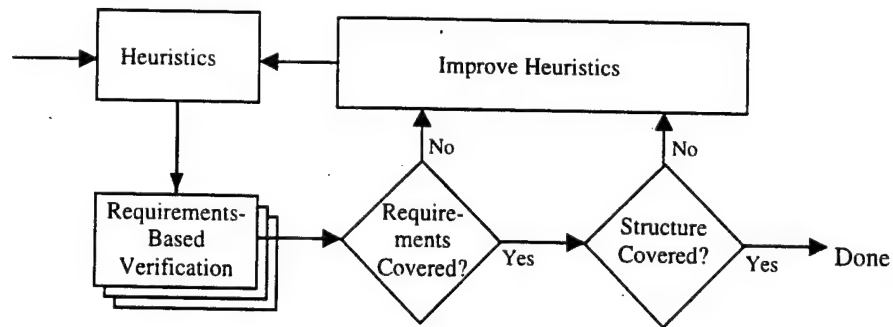 Heuristics
Improve Heuristics
No
No
Requirements-
Based
Verification
Require-
ments
Covered?
Yes
Structure
Covered?
Yes
Done